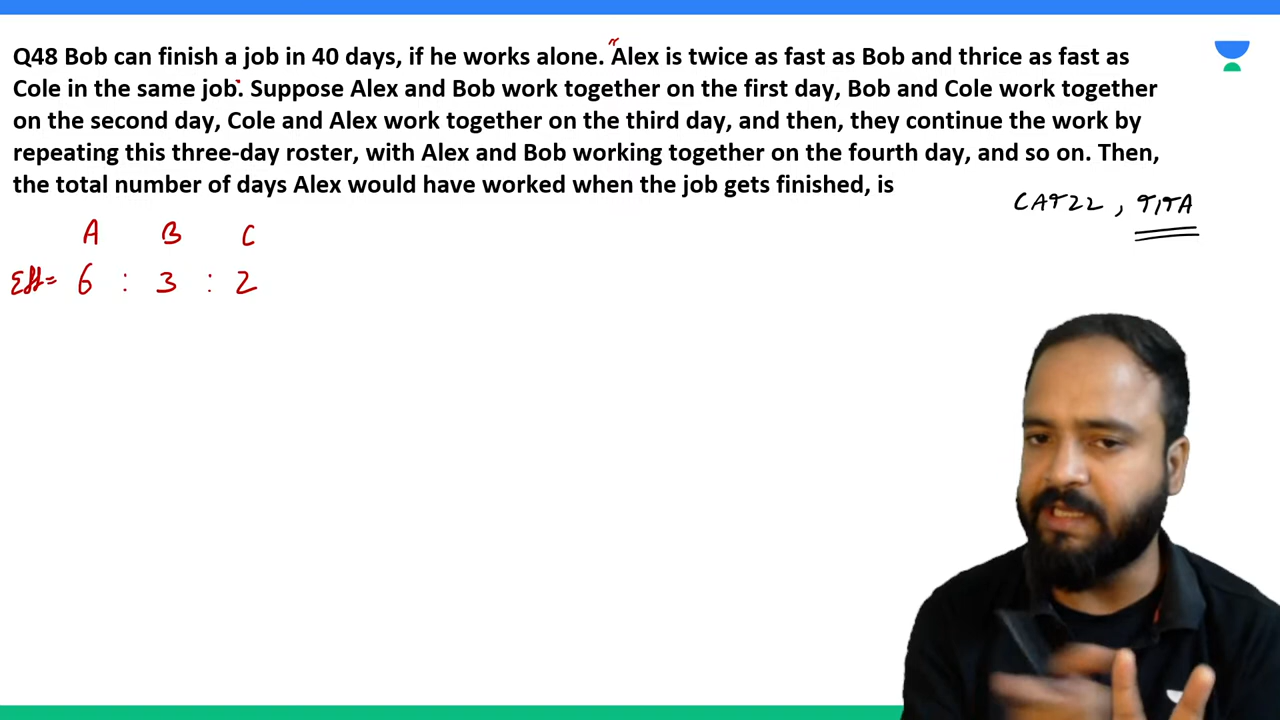 Q48 Bob can finish a job in 40 days, if he works alone. Alex is twice as fast as Bob and thrice as fast as
Cole in the same job. Suppose Alex and Bob work together on the first day, Bob and Cole work together
on the second day, Cole and Alex work together on the third day, and then, they continue the work by
repeating this three-day roster, with Alex and Bob working together on the fourth day, and so on. Then,
the total number of days Alex would have worked when the job gets finished, is
CAT22, TITA
A B C
Eff= 6 : 3 : 2